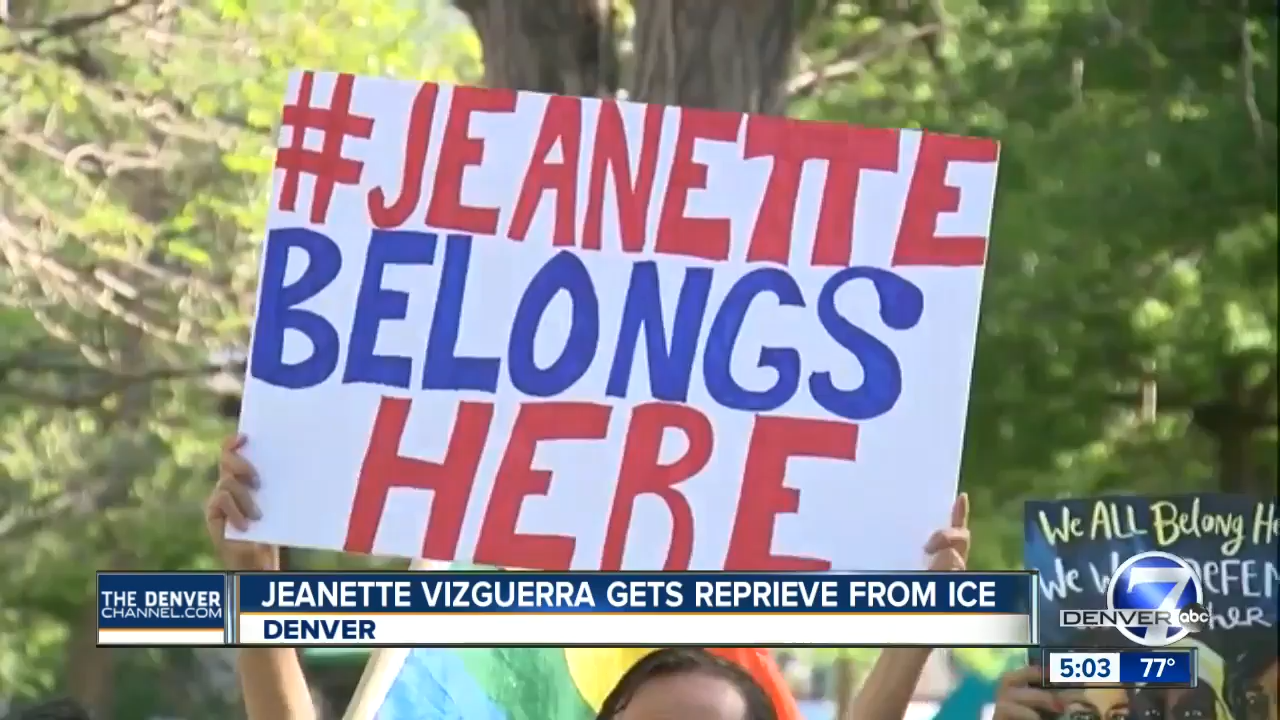 #JEANETTE
BELONGS
HERE
We ALL Belong
We
THE DENVER
CHANNEL.COM
JEANETTE VIZGUERRA GETS REPRIEVE FROM ICE
DENVER
DENVER 7 abc
5:03 77°